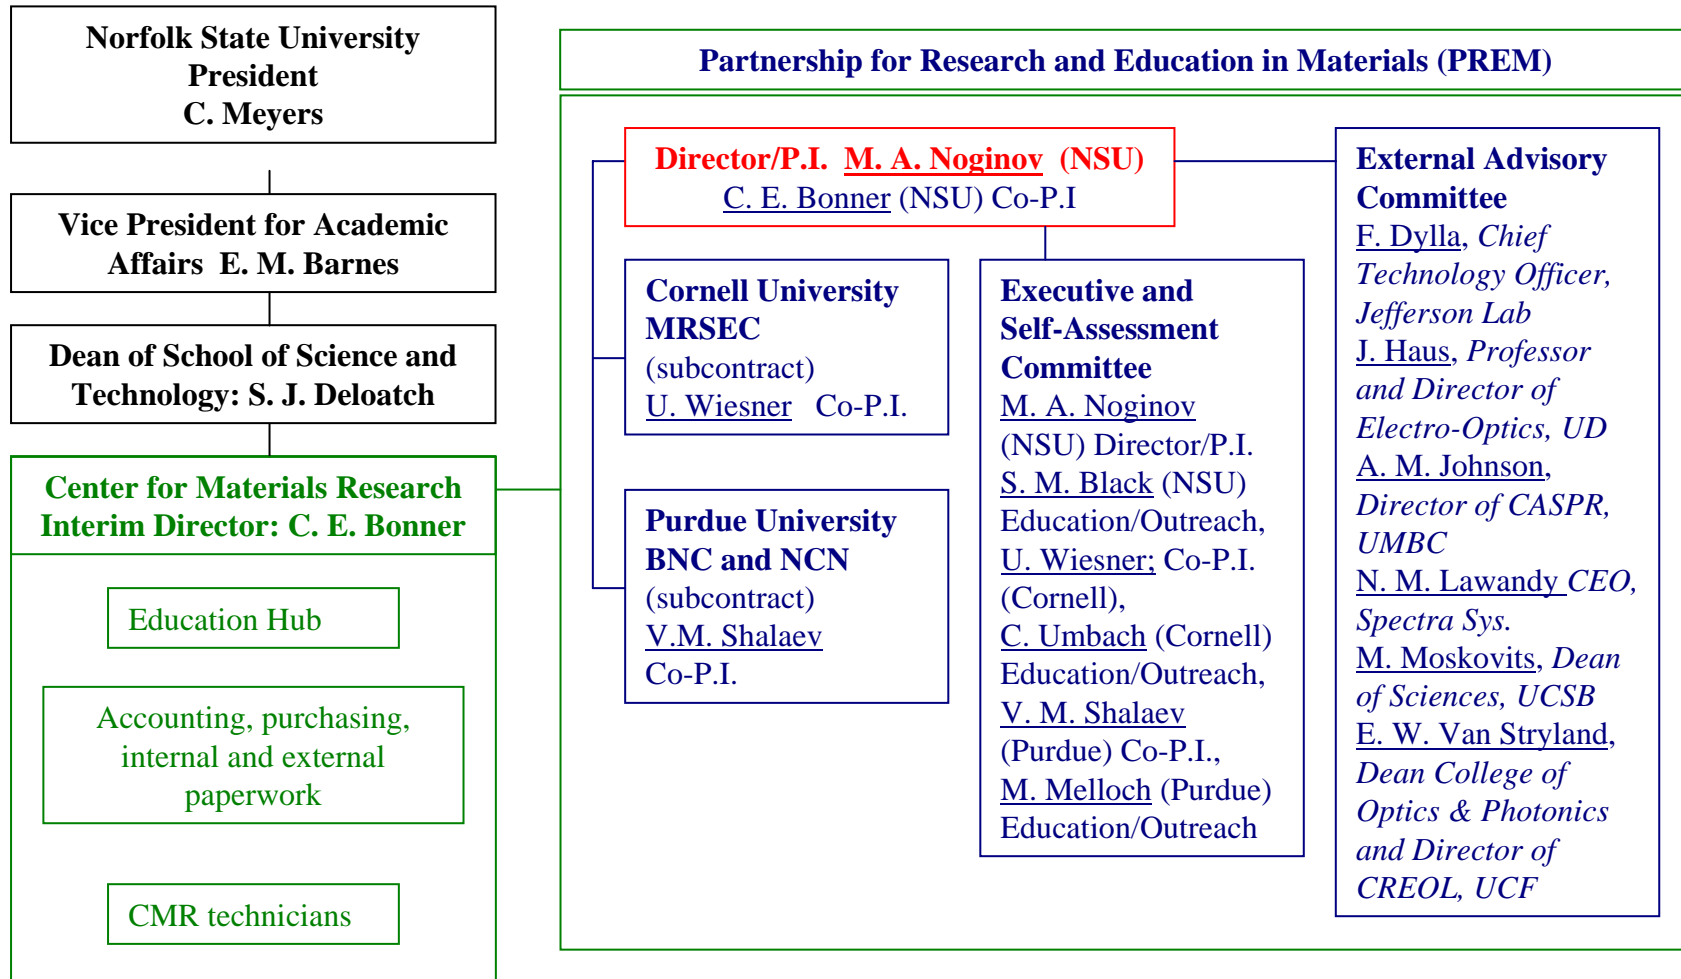 Norfolk State University
President
C. Meyers
Vice President for Academic
Affairs  E. M. Barnes
Dean of School of Science and
Technology: S. J. Deloatch
Center for Materials Research
Interim Director: C. E. Bonner
Education Hub
Accounting, purchasing,
internal and external
paperwork
CMR technicians
Partnership for Research and Education in Materials (PREM)
Director/P.I.  M. A. Noginov  (NSU)
C. E. Bonner (NSU) Co-P.I
Cornell University
MRSEC
(subcontract)
U. Wiesner   Co-P.I.
Purdue University
BNC and NCN
(subcontract)
V.M. Shalaev
Co-P.I.
Executive and
Self-Assessment
Committee
M. A. Noginov
(NSU) Director/P.I.
S. M. Black (NSU)
Education/Outreach,
U. Wiesner; Co-P.I.
(Cornell),
C. Umbach (Cornell)
Education/Outreach,
V. M. Shalaev
(Purdue) Co-P.I.,
M. Melloch (Purdue)
Education/Outreach
External Advisory
Committee
F. Dylla, Chief
Technology Officer,
Jefferson Lab
J. Haus, Professor
and Director of
Electro-Optics, UD
A. M. Johnson,
Director of CASPR,
UMBC
N. M. Lawandy CEO,
Spectra Sys.
M. Moskovits, Dean
of Sciences, UCSB
E. W. Van Stryland,
Dean College of
Optics & Photonics
and Director of
CREOL, UCF